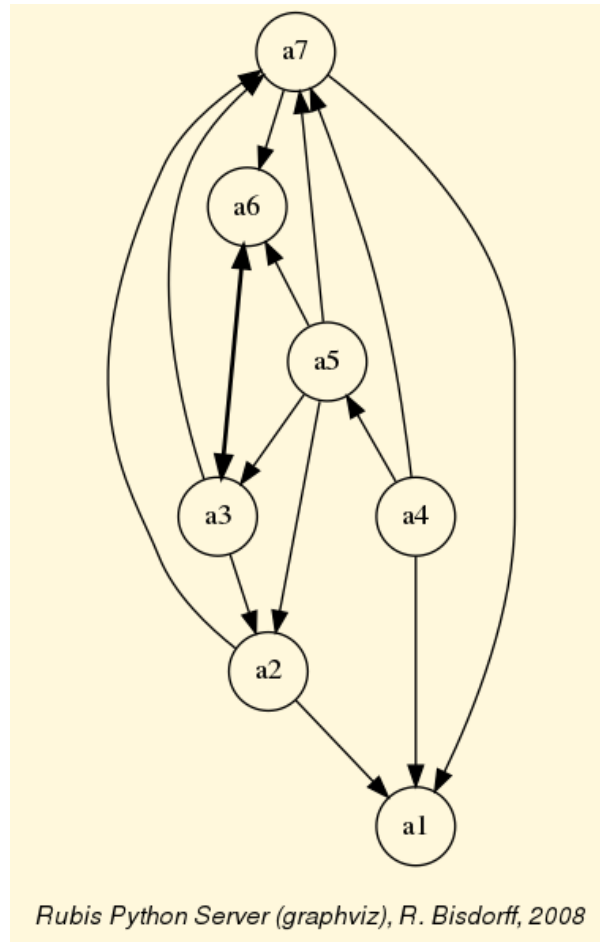 a7
a6
a5
a3
a4
a2
a1
Rubis Python Server (graphviz), R. Bisdorff, 2008